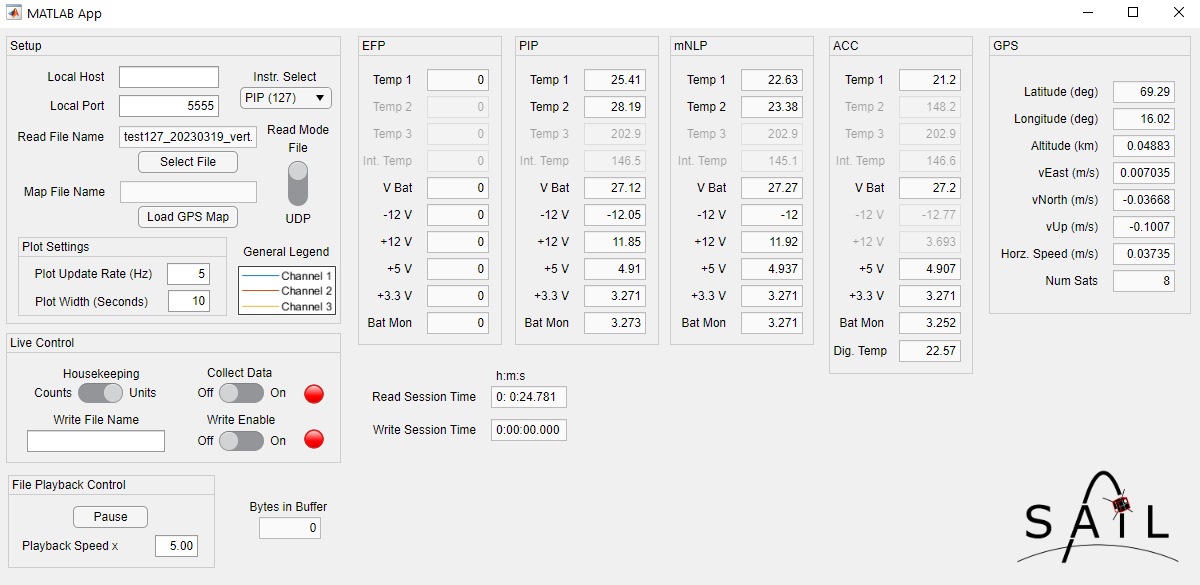 MATLAB App
Setup
Local Host
Instr. Select
Local Port 5555
PIP (127)
Read File Name test127_20230319_vert.
Read Mode
File
Select File
Map File Name
Load GPS Map
UDP
Plot Settings
Plot Update Rate (Hz) 5
Plot Width (Seconds) 10
General Legend
Channel 1
Channel 2
Channel 3
Live Control
Housekeeping
Counts Units
Collect Data
Off On
Write File Name
Write Enable
Off On
File Playback Control
Pause
Playback Speed x 5.00
Bytes in Buffer
0
EFP
Temp 1 0
Temp 2 0
Temp 3 0
Int. Temp 0
V Bat 0
-12 V 0
+12 V 0
+5 V 0
+3.3 V 0
Bat Mon 0
PIP
Temp 1 25.41
Temp 2 28.19
Temp 3 202.9
Int. Temp 146.5
V Bat 27.12
-12 V -12.05
+12 V 11.85
+5 V 4.91
+3.3 V 3.271
Bat Mon 3.273
mNLP
Temp 1 22.63
Temp 2 23.38
Temp 3 202.9
Int. Temp 145.1
V Bat 27.27
-12 V -12
+12 V 11.92
+5 V 4.937
+3.3 V 3.271
Bat Mon 3.271
ACC
Temp 1 21.2
Temp 2 148.2
Temp 3 202.9
Int. Temp 146.6
V Bat 27.2
-12 V -12.77
+12 V 3.693
+5 V 4.907
+3.3 V 3.271
Bat Mon 3.252
Dig. Temp 22.57
GPS
Latitude (deg) 69.29
Longitude (deg) 16.02
Altitude (km) 0.04883
vEast (m/s) 0.007035
vNorth (m/s) -0.03668
vUp (m/s) -0.1007
Horz. Speed (m/s) 0.03735
Num Sats 8
h:m:s
Read Session Time 0: 0:24.781
Write Session Time 0:00:00.000
SAIL